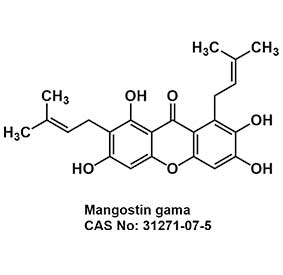 H₃C CH₃
CH₃ OH O OH
H₃C
HO O OH
Mangostin gama
CAS No: 31271-07-5